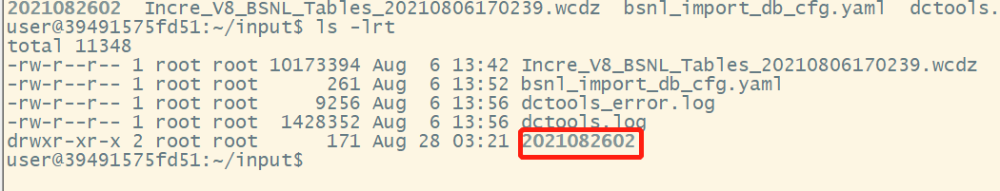 2021082602  Incre_V8_BSNL_Tables_20210806170239.wcdz  bsnl_import_db_cfg.yaml  dctools.
user@39491575fd51:~/input$ ls -lrt
total 11348
-rw-r--r-- 1 root root 10173394 Aug  6 13:42 Incre_V8_BSNL_Tables_20210806170239.wcdz
-rw-r--r-- 1 root root      261 Aug  6 13:52 bsnl_import_db_cfg.yaml
-rw-r--r-- 1 root root     9256 Aug  6 13:56 dctools_error.log
-rw-r--r-- 1 root root  1428352 Aug  6 13:56 dctools.log
drwxr-xr-x 2 root root      171 Aug 28 03:21 2021082602
user@39491575fd51:~/input$